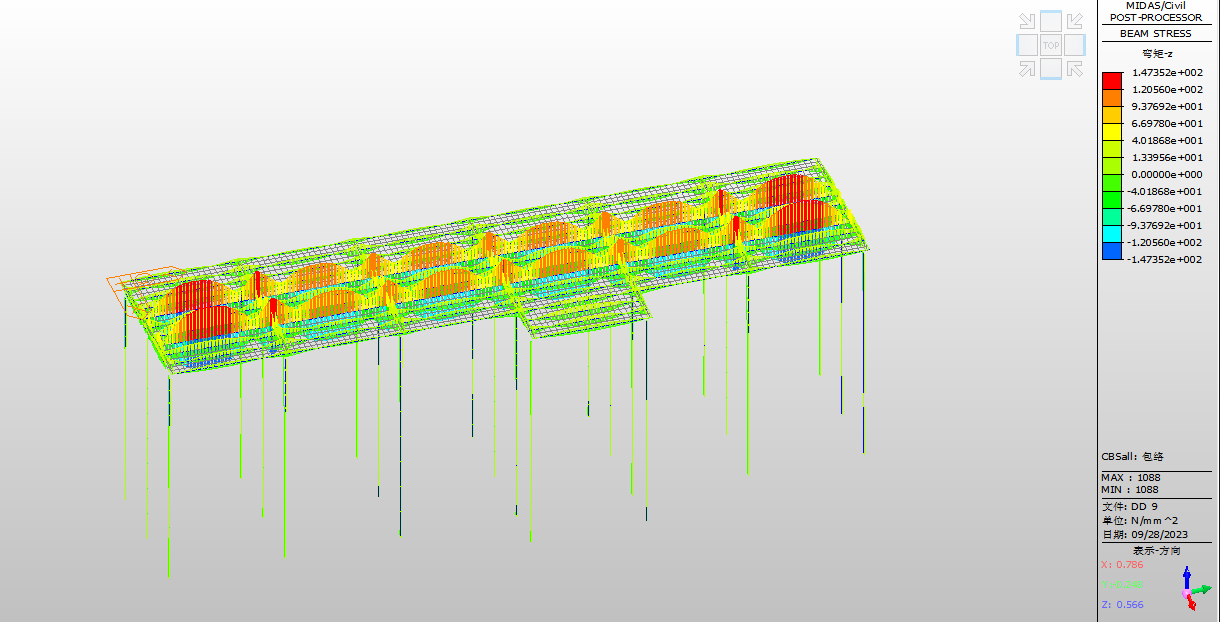 TOP
MIDAS/Civil
POST-PROCESSOR
BEAM STRESS
弯矩-z
1.47352e+002
1.20560e+002
9.37692e+001
6.69780e+001
4.01868e+001
1.33956e+001
0.00000e+000
-4.01868e+001
-6.69780e+001
-9.37692e+001
-1.20560e+002
-1.47352e+002
CBSall: 包络
MAX : 1088
MIN : 1088
文件: DD 9
单位: N/mm^2
日期: 09/28/2023
表示-方向
X: 0.786
Z: 0.566